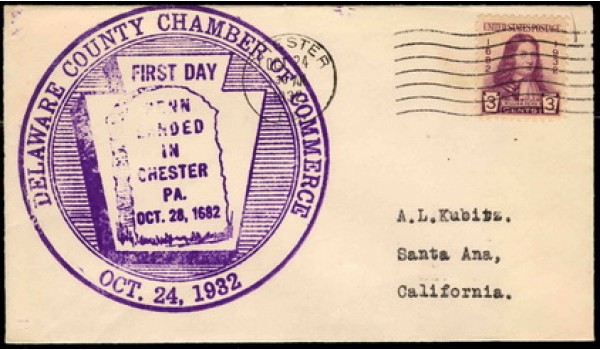 DELAWARE COUNTY CHAMBER OF COMMERCE
FIRST DAY
PENN
LANDED
IN
CHESTER
PA.
OCT. 28, 1682
OCT. 24, 1932
UNITED STATES POSTAGE
1682
1932
3 3
CENTS
A.L.Kubitz.
Santa Ana,
California.